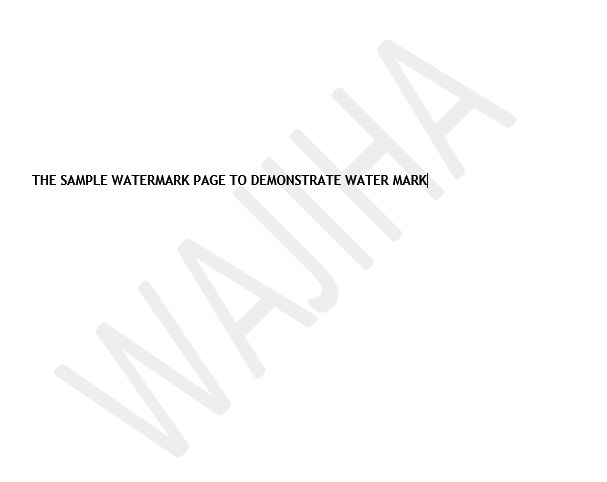 THE SAMPLE WATERMARK PAGE TO DEMONSTRATE WATER MARK
WAJIHA